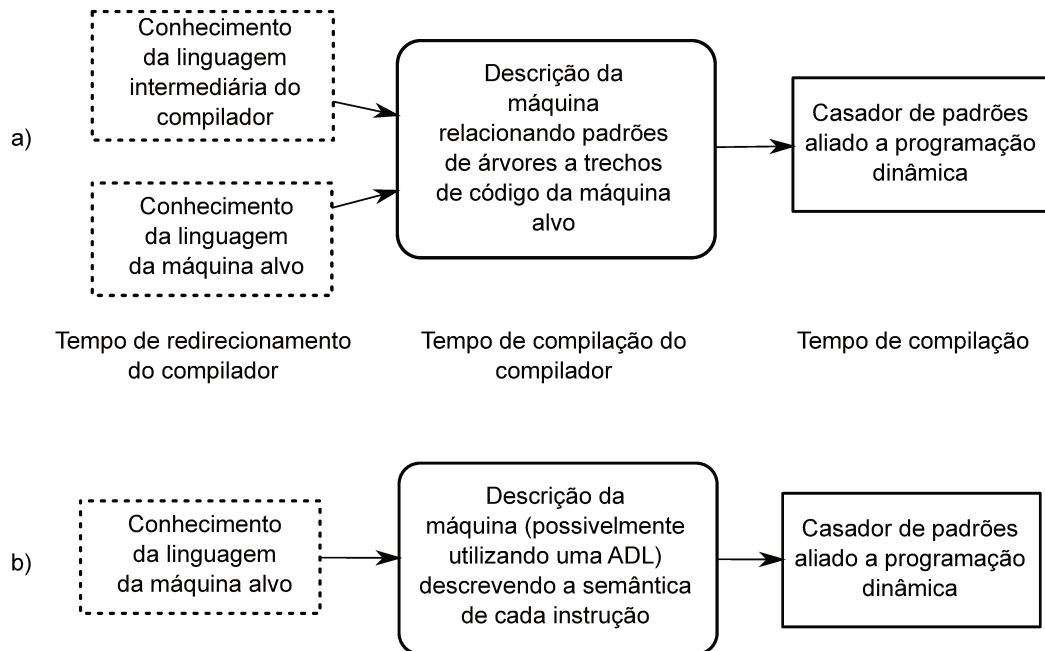 a)
Conhecimento
da linguagem
intermediária do
compilador
Conhecimento
da linguagem
da máquina alvo
Descrição da
máquina
relacionando padrões
de árvores a trechos
de código da máquina
alvo
Casador de padrões
aliado a programação
dinâmica
Tempo de redirecionamento
do compilador
Tempo de compilação do
compilador
Tempo de compilação
b)
Conhecimento
da linguagem
da máquina alvo
Descrição da
máquina (possivelmente
utilizando uma ADL)
descrevendo a semântica
de cada instrução
Casador de padrões
aliado a programação
dinâmica